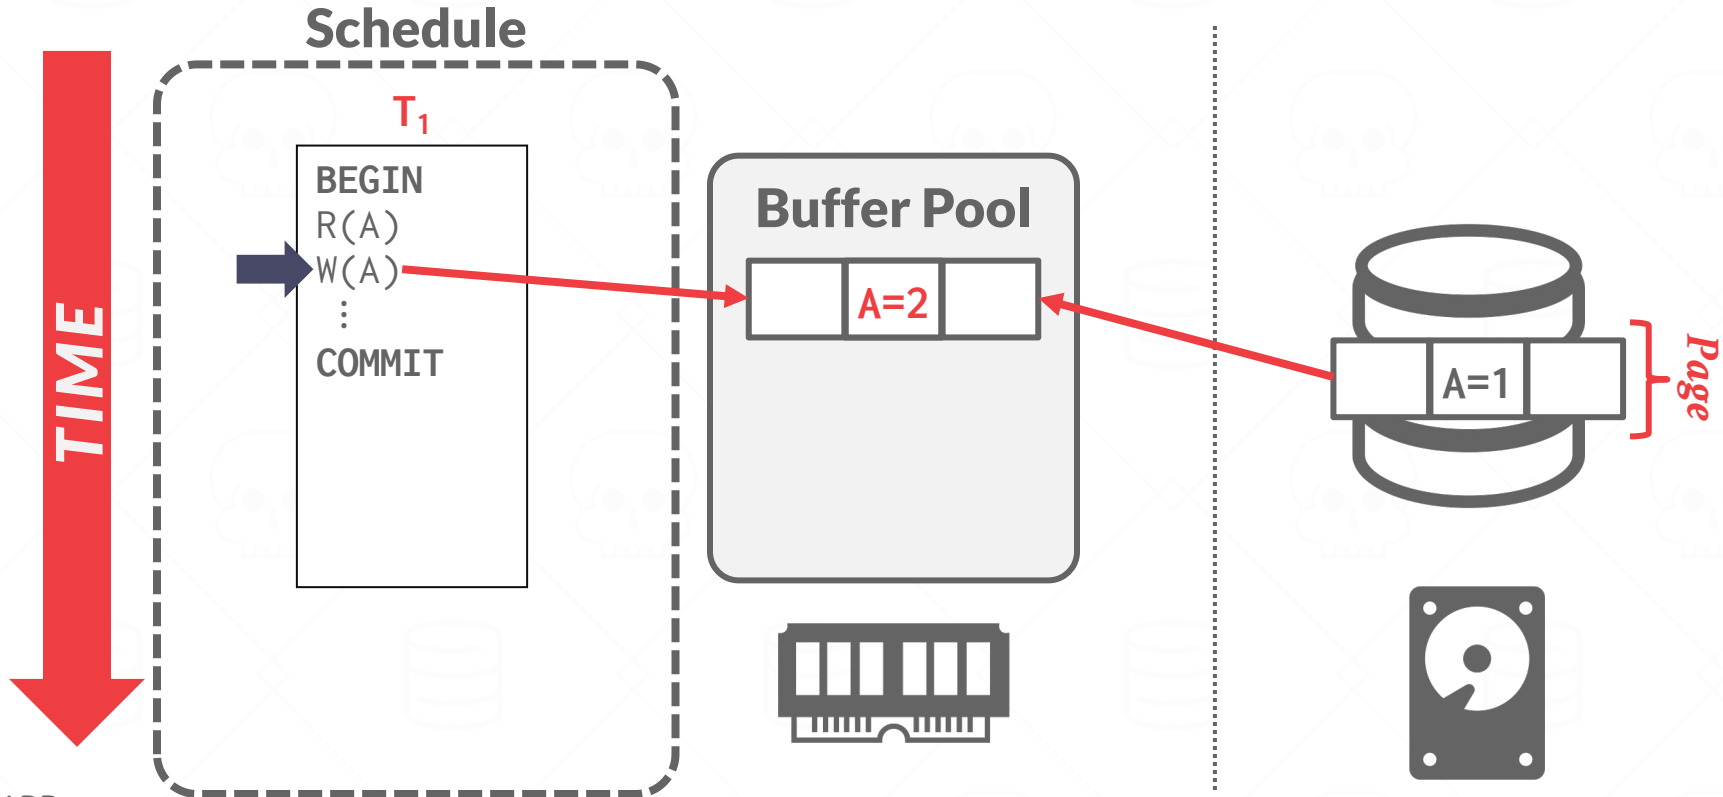 Schedule
TIME
T₁
BEGIN
R(A)
W(A)
⋮
COMMIT
Buffer Pool
A=2
A=1
Page